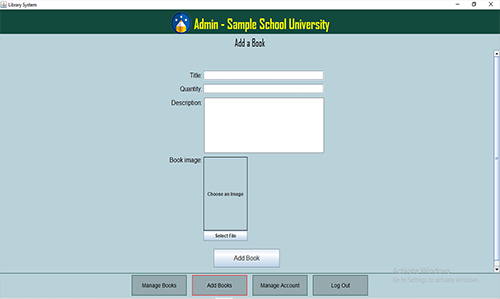 Library System
Admin - Sample School University
Add a Book
Title:
Quantity:
Description:
Book image:
Choose an Image
Select File
Add Book
Activate Windows
Go to Settings to activate Windows.
Manage Books
Add Books
Manage Account
Log Out